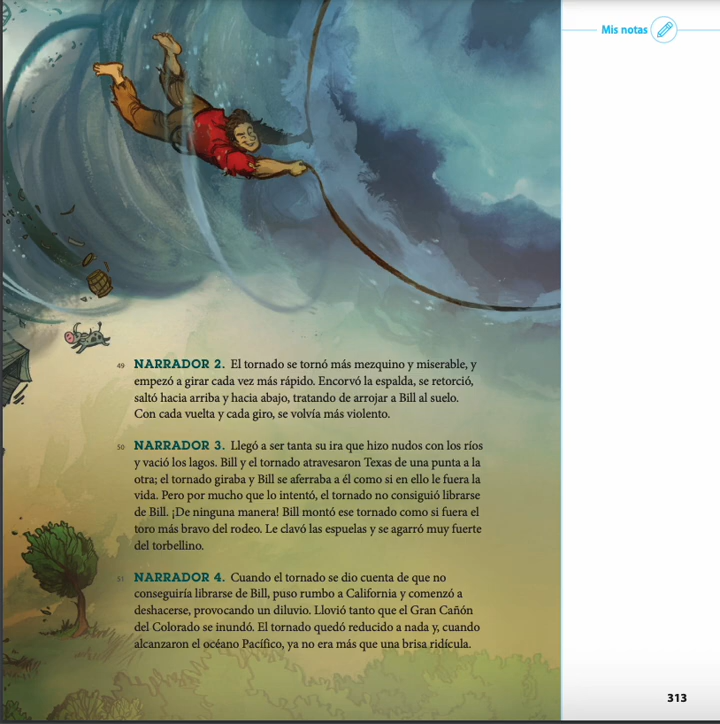 Mis notas
49 NARRADOR 2. El tornado se tornó más mezquino y miserable, y
empezó a girar cada vez más rápido. Encorvó la espalda, se retorció,
saltó hacia arriba y hacia abajo, tratando de arrojar a Bill al suelo.
Con cada vuelta y cada giro, se volvía más violento.
50 NARRADOR 3. Llegó a ser tanta su ira que hizo nudos con los ríos
y vació los lagos. Bill y el tornado atravesaron Texas de una punta a la
otra; el tornado giraba y Bill se aferraba a él como si en ello le fuera la
vida. Pero por mucho que lo intentó, el tornado no consiguió librarse
de Bill. ¡De ninguna manera! Bill montó ese tornado como si fuera el
toro más bravo del rodeo. Le clavó las espuelas y se agarró muy fuerte
del torbellino.
51 NARRADOR 4. Cuando el tornado se dio cuenta de que no
conseguiría librarse de Bill, puso rumbo a California y comenzó a
deshacerse, provocando un diluvio. Llovió tanto que el Gran Cañón
del Colorado se inundó. El tornado quedó reducido a nada y, cuando
alcanzaron el océano Pacífico, ya no era más que una brisa ridícula.
313